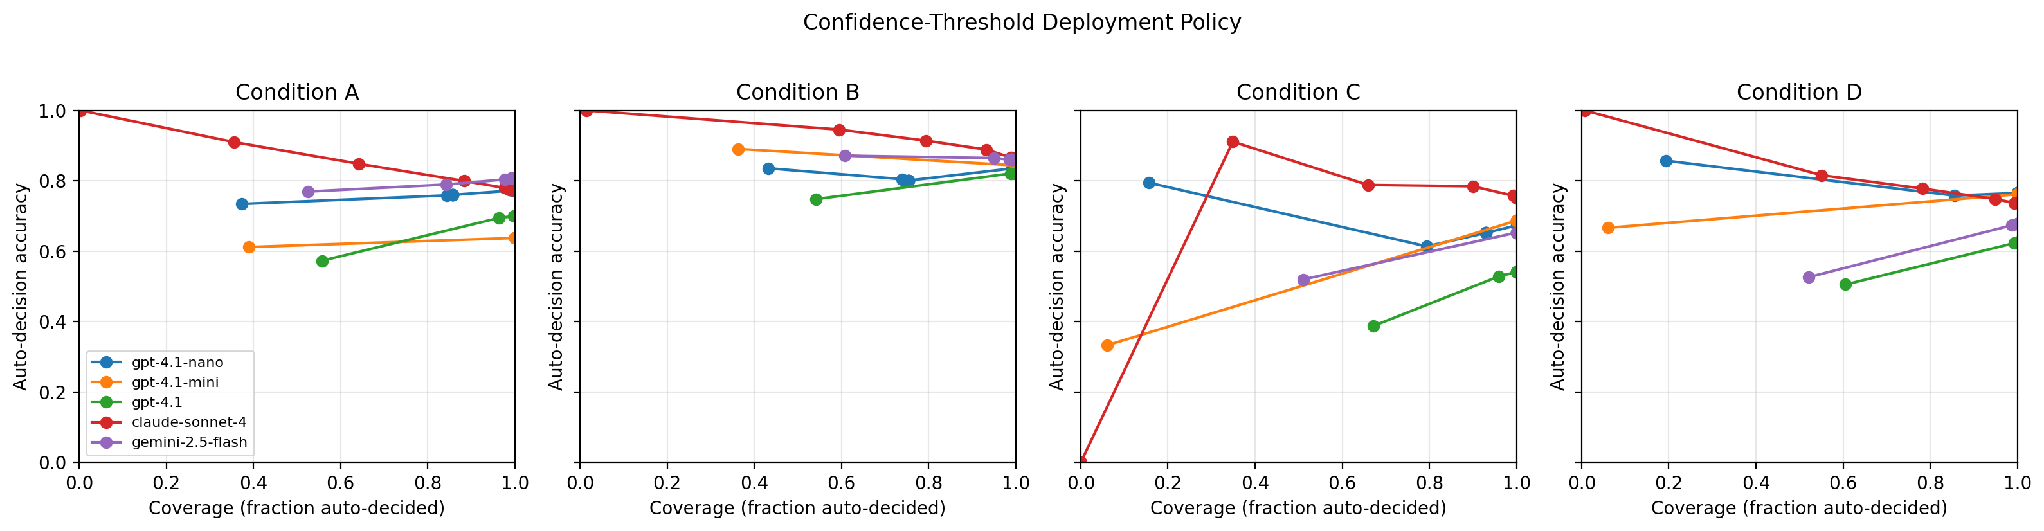 Confidence-Threshold Deployment Policy
Condition A
Condition B
Condition C
Condition D
Auto-decision accuracy
1.0
0.8
0.6
0.4
0.2
0.0
gpt-4.1-nano
gpt-4.1-mini
gpt-4.1
claude-sonnet-4
gemini-2.5-flash
0.0 0.2 0.4 0.6 0.8 1.0
Coverage (fraction auto-decided)
Auto-decision accuracy
0.0 0.2 0.4 0.6 0.8 1.0
Coverage (fraction auto-decided)
Auto-decision accuracy
0.0 0.2 0.4 0.6 0.8 1.0
Coverage (fraction auto-decided)
Auto-decision accuracy
0.0 0.2 0.4 0.6 0.8 1.0
Coverage (fraction auto-decided)